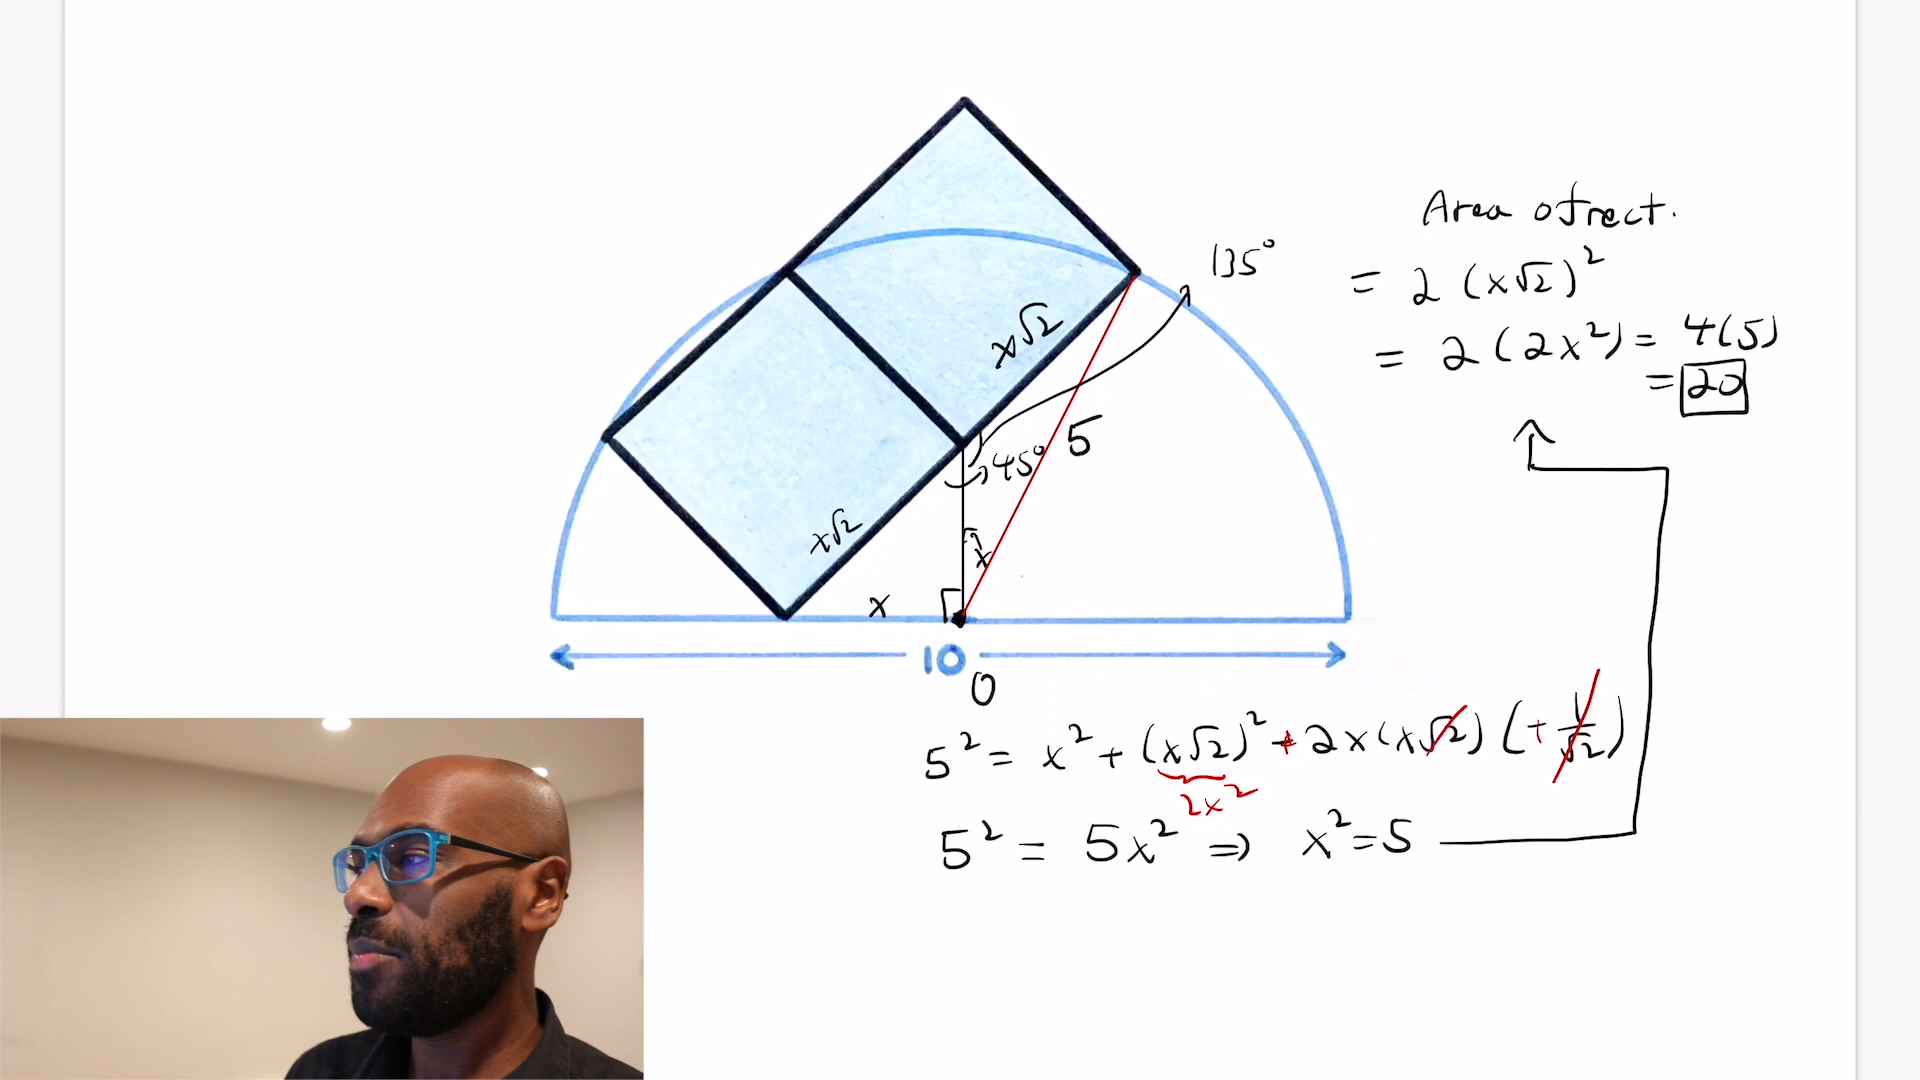 135°
Area of rect.
= 2 (x√2)²
= 2 (2x²) = 4(5)
= 20
x√2
5
45°
x√2
x
x
10
0
5² = x² + (x√2)² + 2x(x√2) (+ 1/√2)
2x²
5² = 5x² ⇒ x² = 5